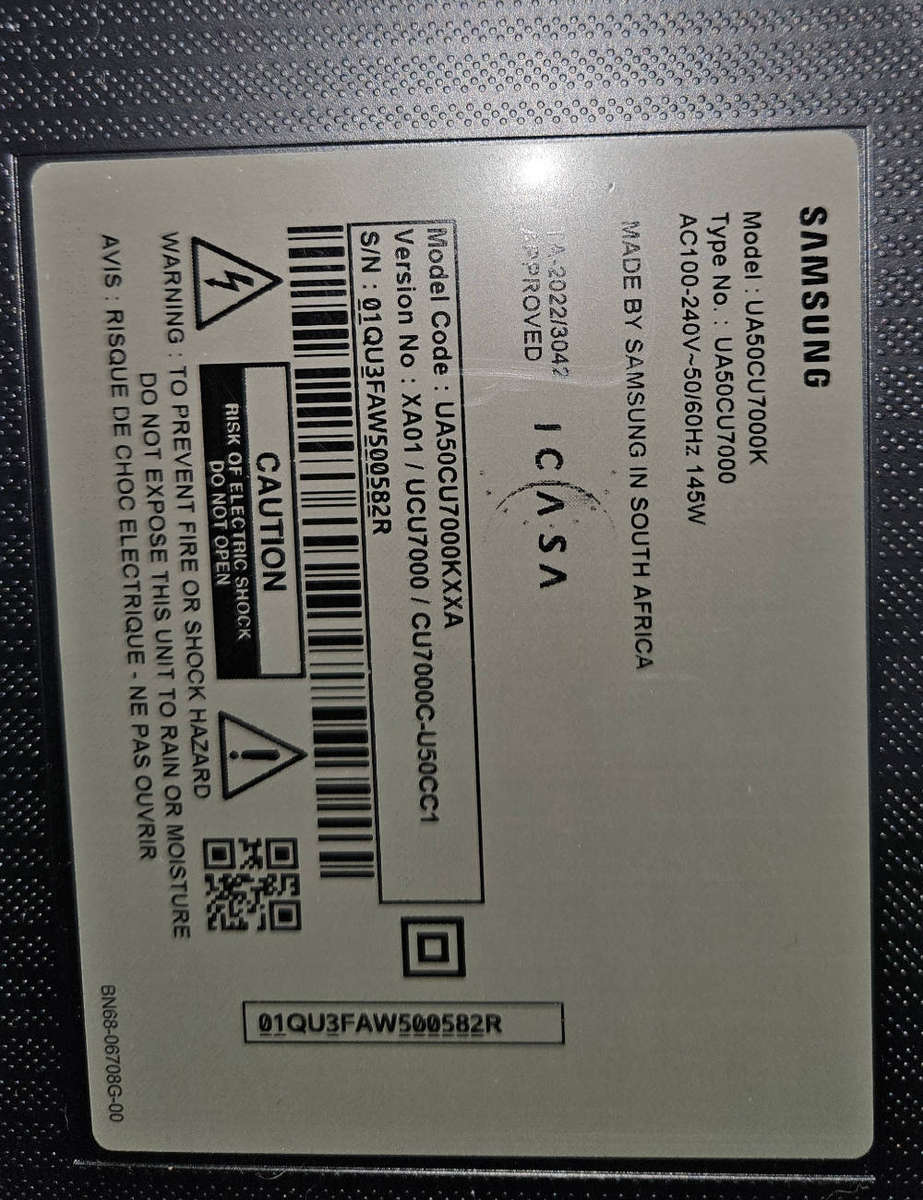 SAMSUNG
Model : UA50CU7000K
Type No. : UA50CU7000
AC100-240V~50/60Hz 145W
MADE BY SAMSUNG IN SOUTH AFRICA
TA-2022/3042
APPROVED
ICASA
Model Code : UA50CU7000KXXA
Version No : XA01 / UCU7000 / CU7000C-U50CC1
S/N : 01QU3FAW500582R
CAUTION
RISK OF ELECTRIC SHOCK
DO NOT OPEN
WARNING : TO PREVENT FIRE OR SHOCK HAZARD
DO NOT EXPOSE THIS UNIT TO RAIN OR MOISTURE
AVIS : RISQUE DE CHOC ELECTRIQUE - NE PAS OUVRIR
01QU3FAW500582R
BN68-06708G-00